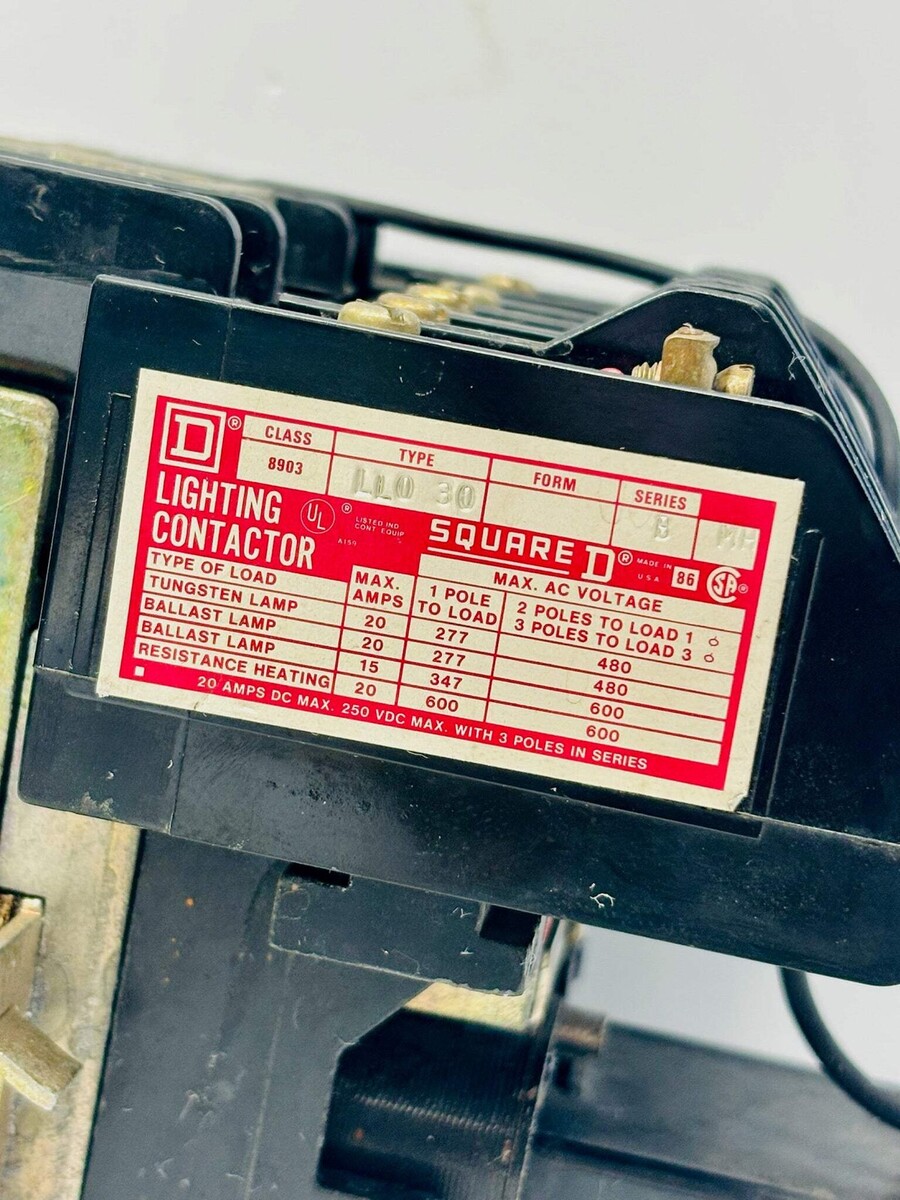 D® CLASS TYPE FORM SERIES
8903 LLO 30 B
LIGHTING CONTACTOR
UL ® LISTED IND. CONT. EQUIP.
A159
SQUARE D® MADE IN U S A 86 SA®
TYPE OF LOAD MAX. AMPS MAX. AC VOLTAGE
1 POLE TO LOAD 2 POLES TO LOAD 1 ϕ
3 POLES TO LOAD 3 ϕ
TUNGSTEN LAMP 20 277 480
BALLAST LAMP 20 277 480
BALLAST LAMP 15 347 600
RESISTANCE HEATING 20 600 600
20 AMPS DC MAX. 250 VDC MAX. WITH 3 POLES IN SERIES